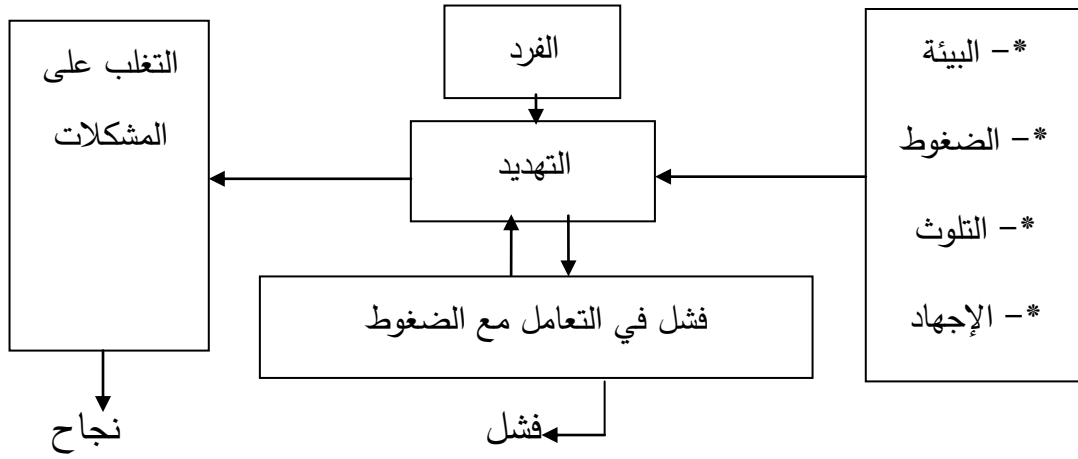 *- البيئة
*- الضغوط
*- التلوث
*- الإجهاد
الفرد
التهديد
فشل في التعامل مع الضغوط
فشل
التغلب على
المشكلات
نجاح